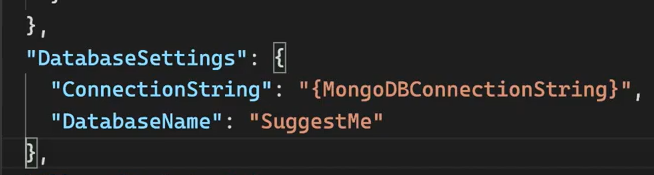 },
"DatabaseSettings": {
"ConnectionString": "{MongoDBConnectionString}",
"DatabaseName": "SuggestMe"
},